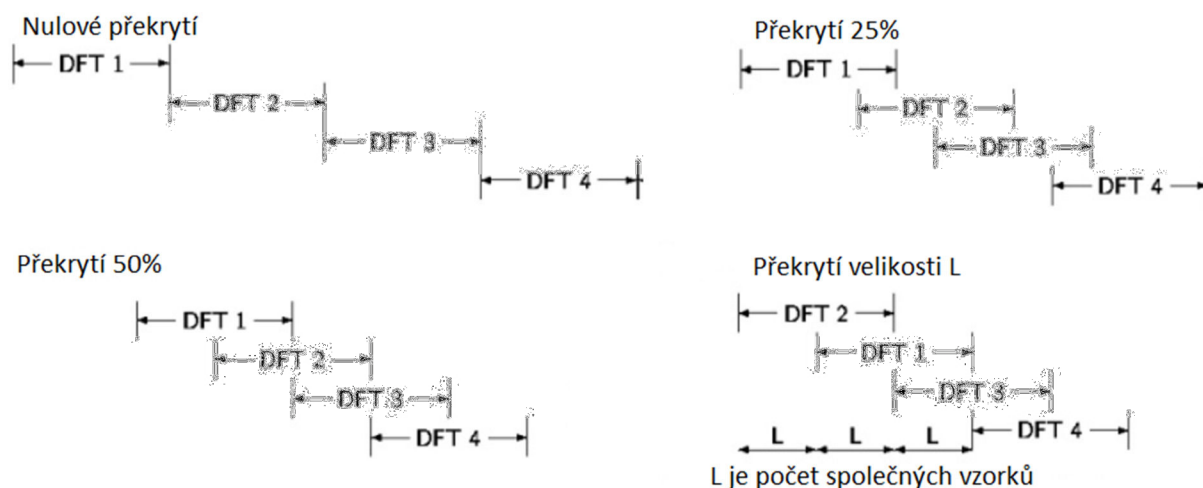 Nulové překrytí
DFT 1
DFT 2
DFT 3
DFT 4
Překrytí 25%
DFT 1
DFT 2
DFT 3
DFT 4
Překrytí 50%
DFT 1
DFT 2
DFT 3
DFT 4
Překrytí velikosti L
DFT 2
DFT 1
DFT 3
DFT 4
L L L
L je počet společných vzorků